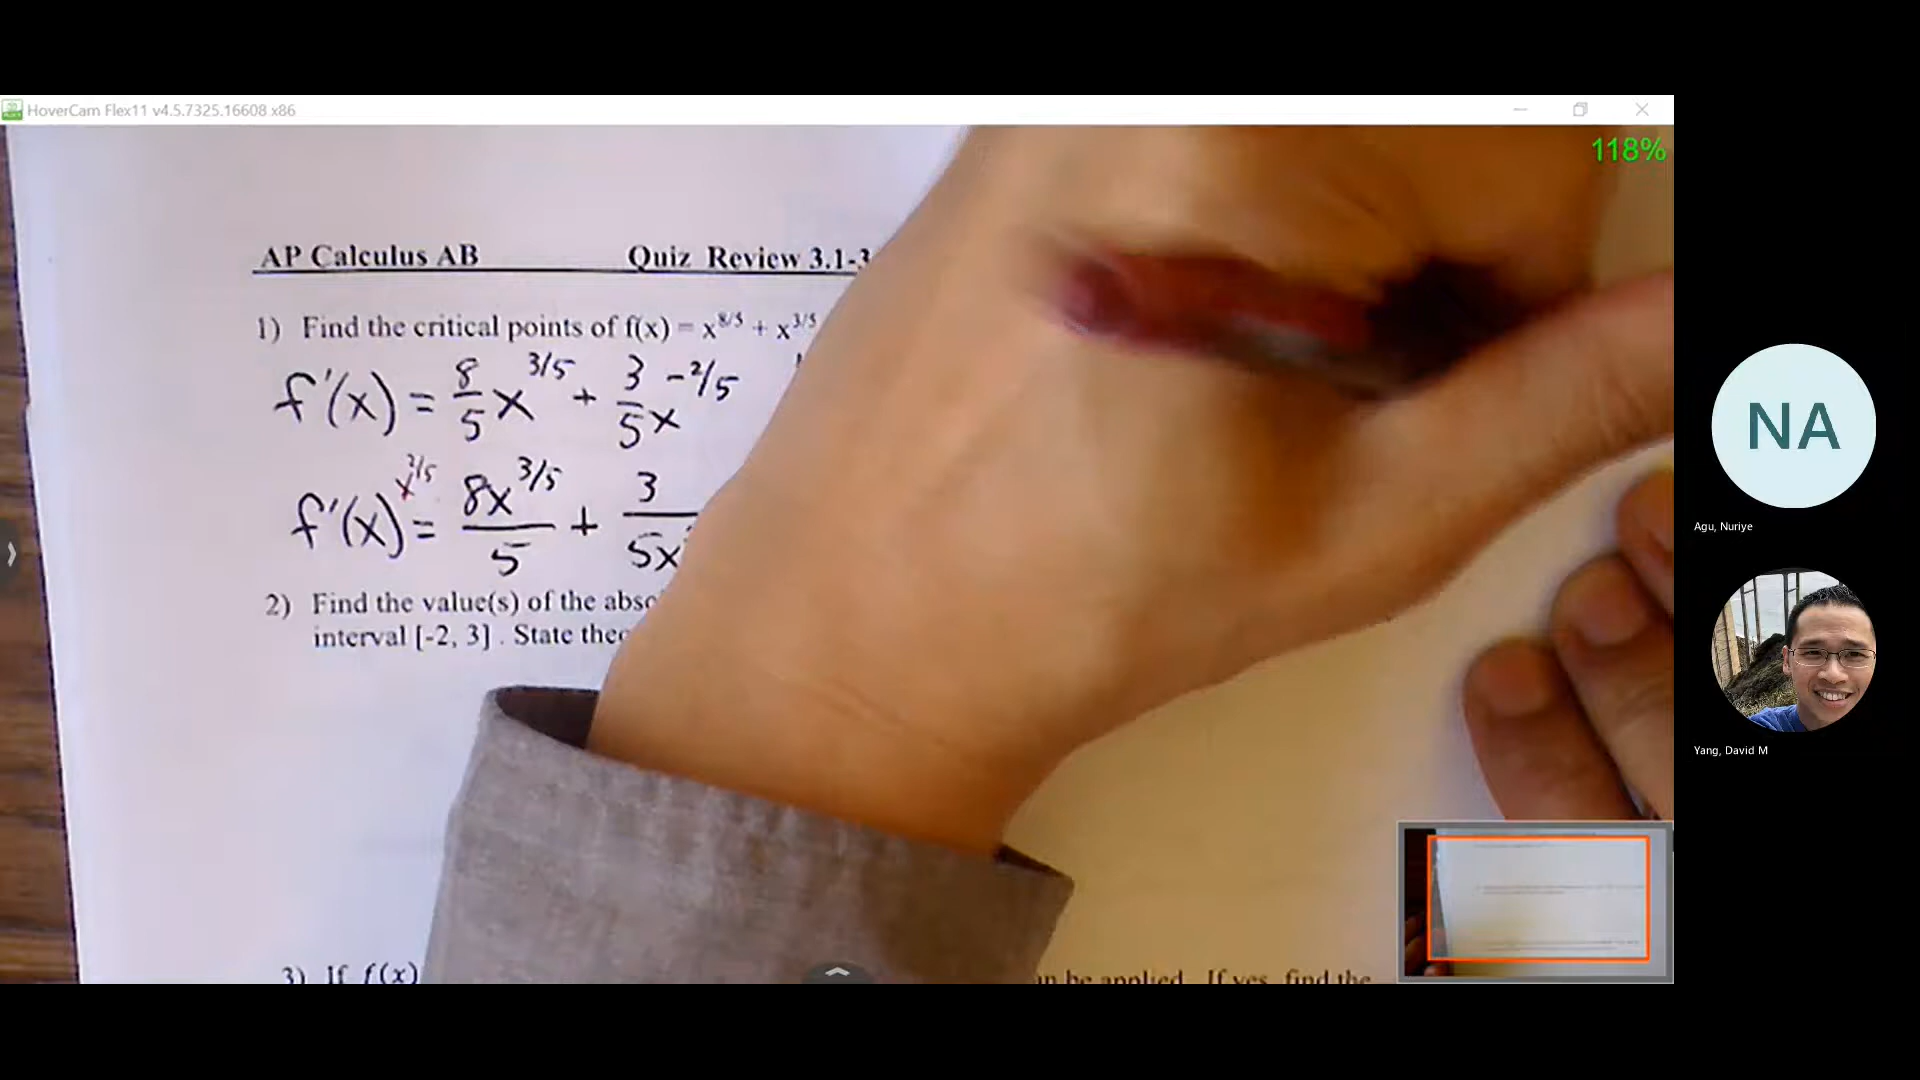 HoverCam Flex11 v4.5.7325.16608 x86
118%
AP Calculus AB Quiz Review 3.1-3
1) Find the critical points of f(x) = x^8/5 + x^3/5
f'(x) = 8/5 x^3/5 + 3/5 x^-2/5
x^2/5
f'(x) = 8x^3/5 / 5 + 3 / 5x
2) Find the value(s) of the abso
interval [-2, 3] . State theo
3) If f(x)
be applied. If yes, find the
NA
Agu, Nuriye
Yang, David M